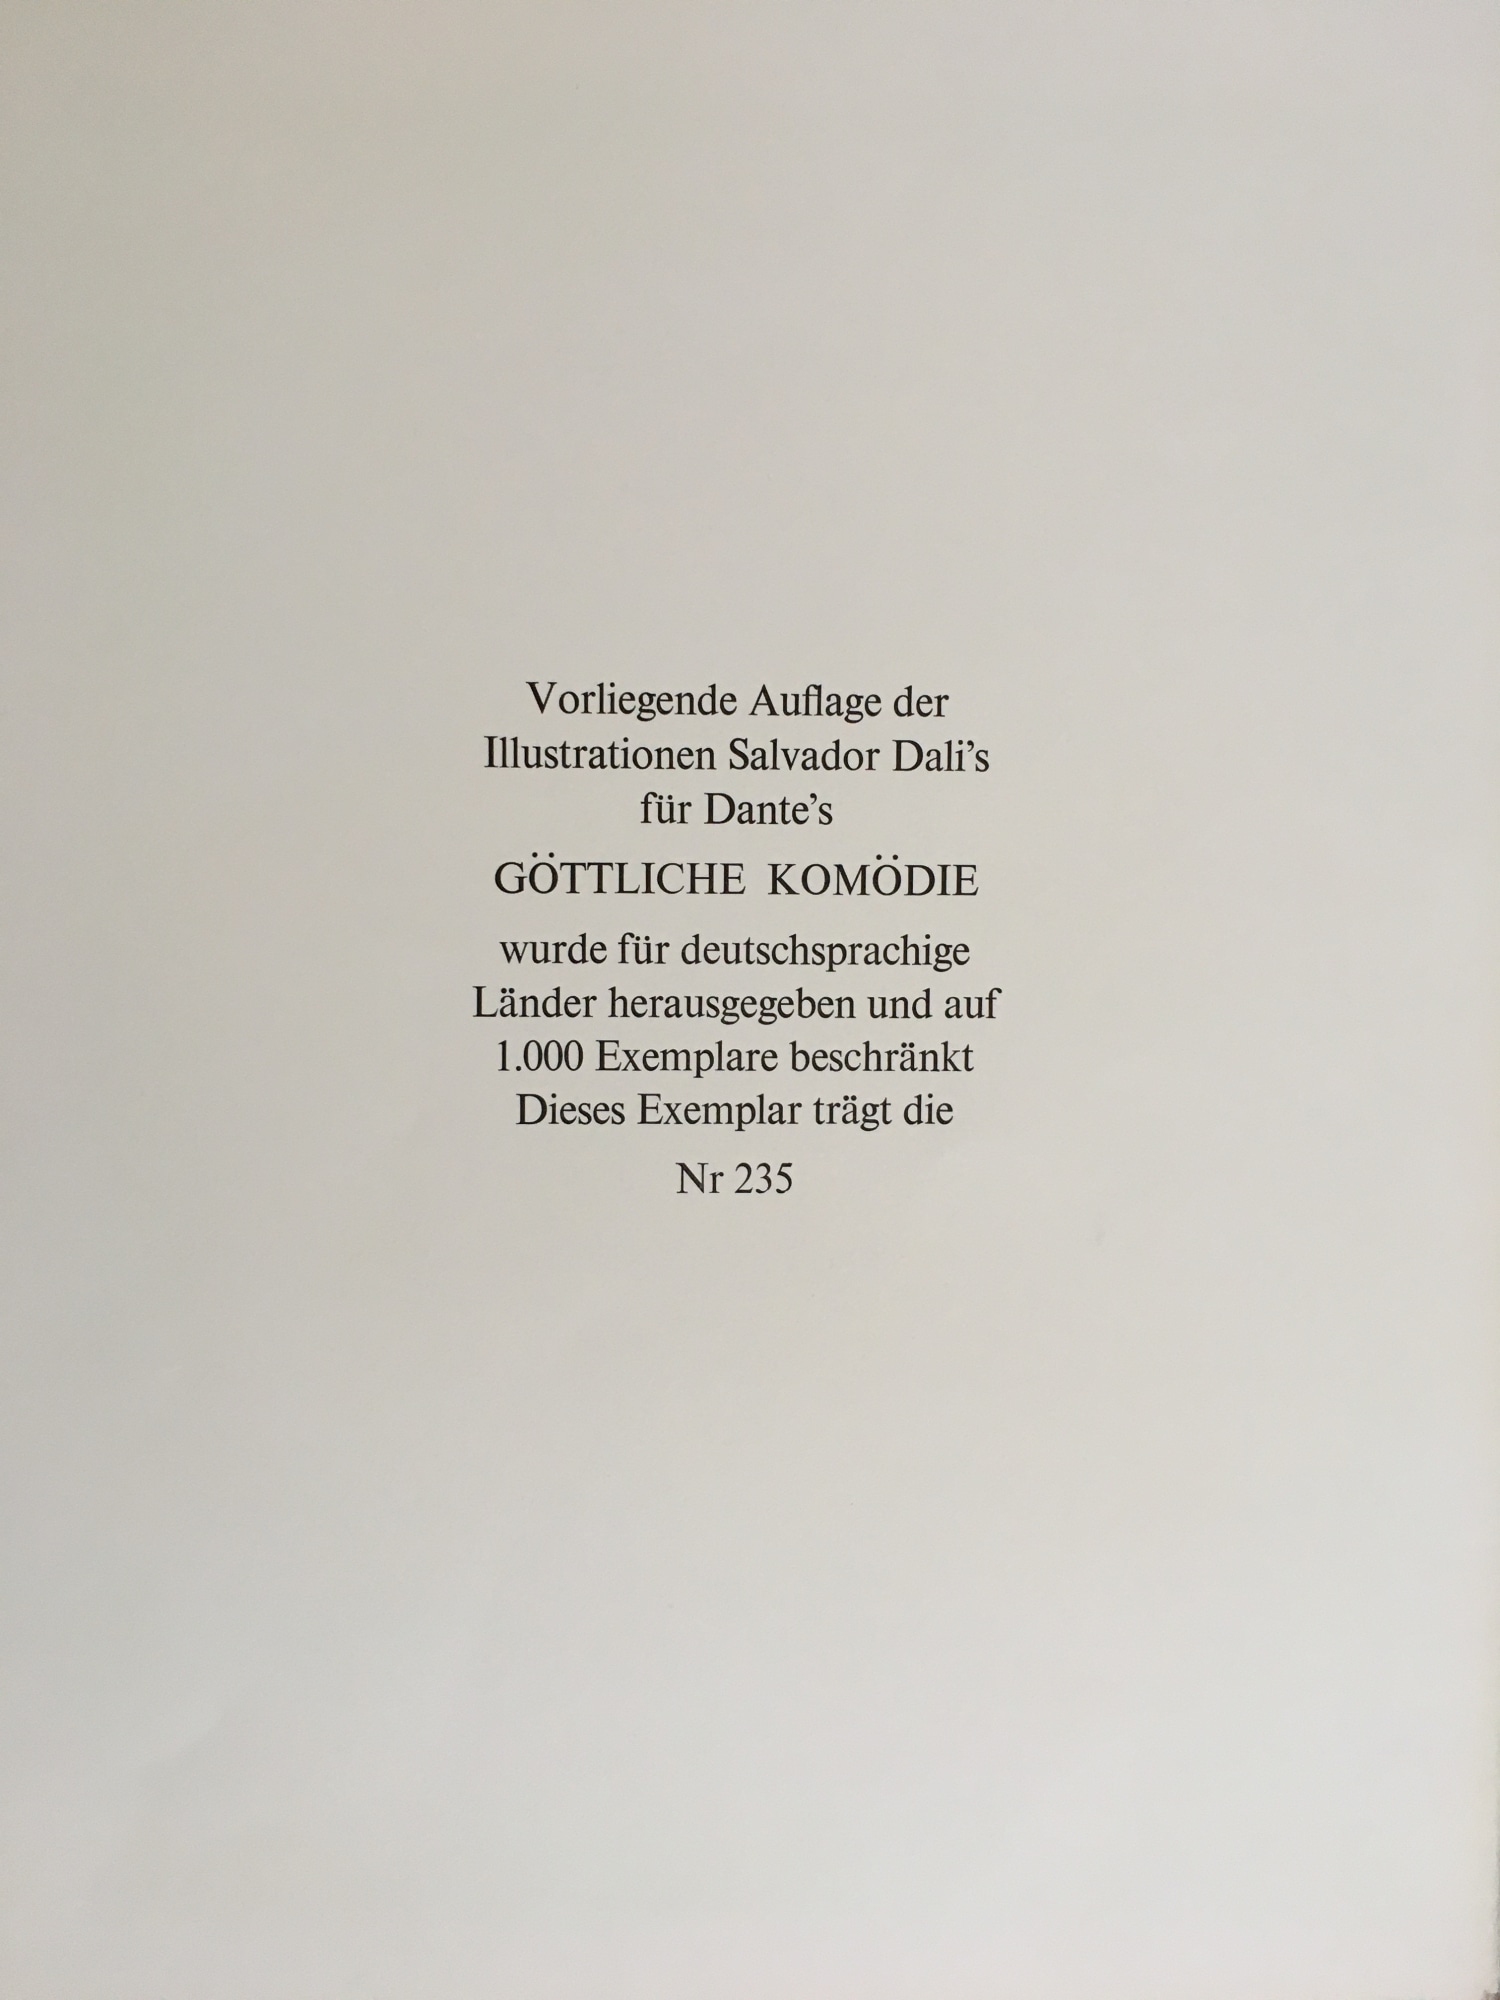 Vorliegende Auflage der
Illustrationen Salvador Dali's
für Dante's
GÖTTLICHE KOMÖDIE
wurde für deutschsprachige
Länder herausgegeben und auf
1.000 Exemplare beschränkt
Dieses Exemplar trägt die
Nr 235